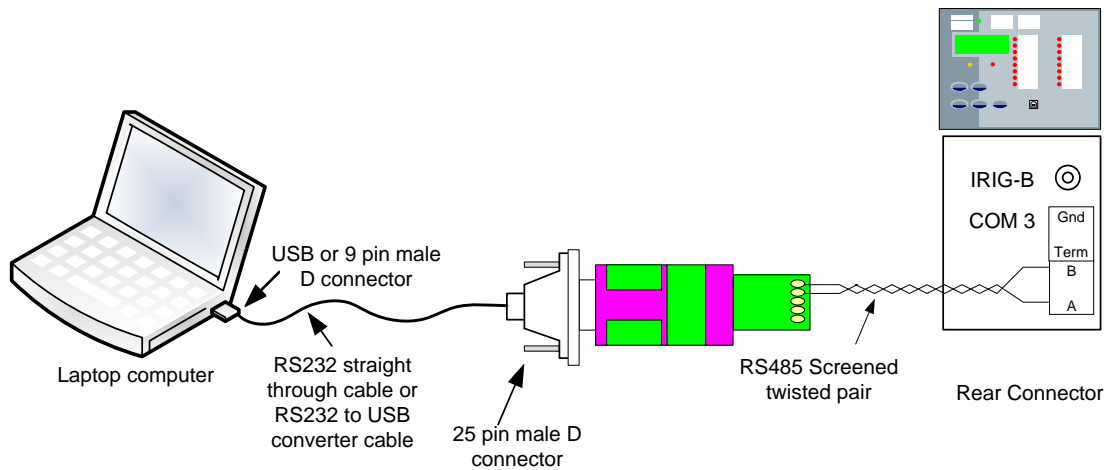 IRIG-B
COM 3
Gnd
Term
B
A
USB or 9 pin male
D connector
Laptop computer
RS232 straight
through cable or
RS232 to USB
converter cable
25 pin male D
connector
RS485 Screened
twisted pair
Rear Connector